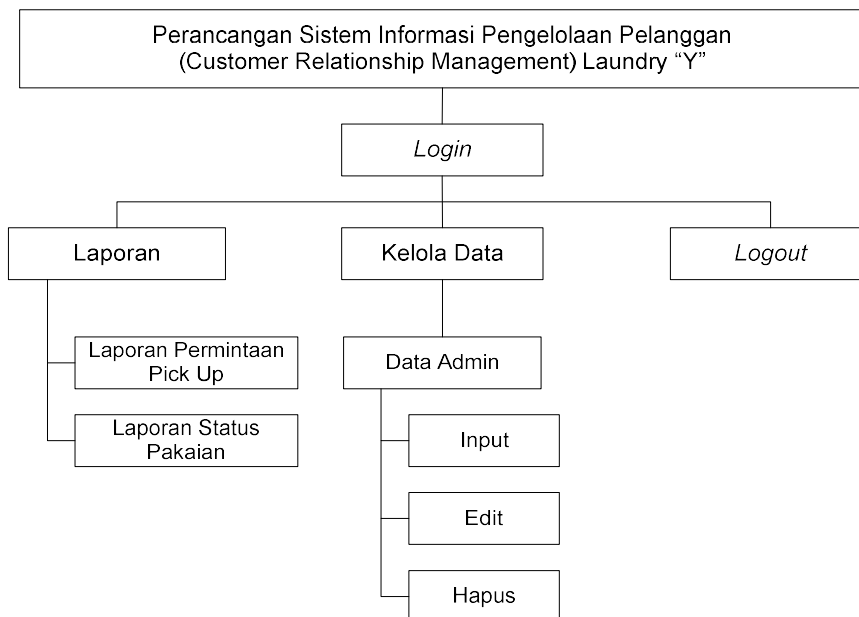 Perancangan Sistem Informasi Pengelolaan Pelanggan
(Customer Relationship Management) Laundry “Y”
Login
Laporan
Kelola Data
Logout
Laporan Permintaan
Pick Up
Laporan Status
Pakaian
Data Admin
Input
Edit
Hapus